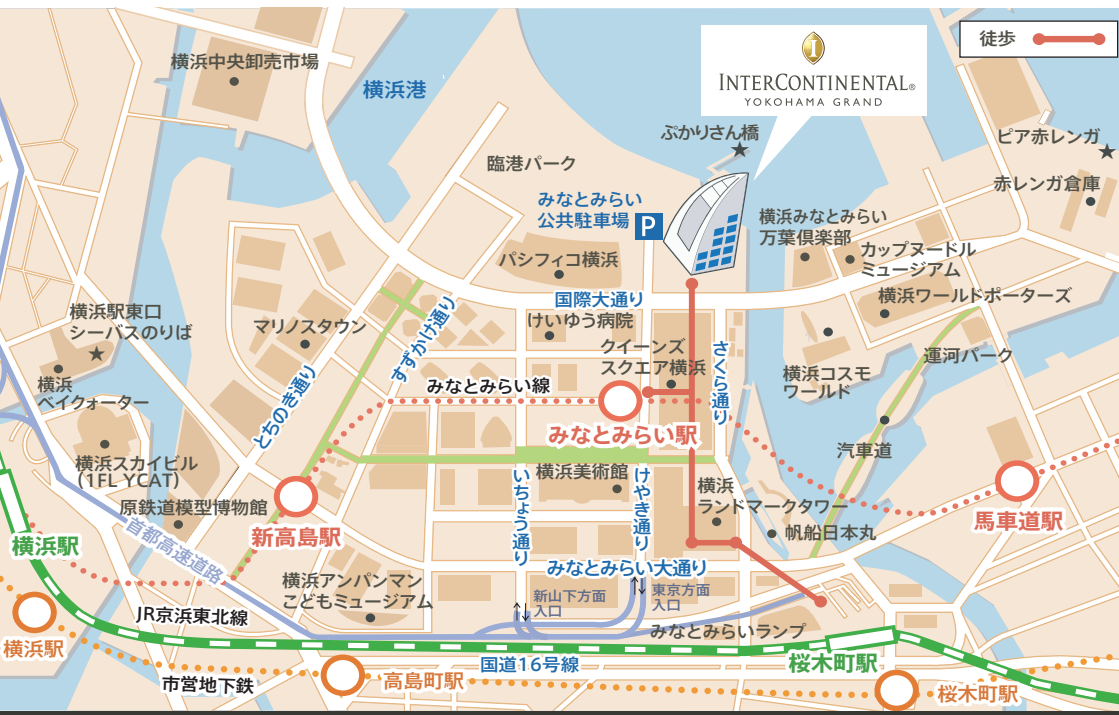 徒歩
横浜中央卸売市場
横浜港
INTERCONTINENTAL®
YOKOHAMA GRAND
ぷかりさん橋
ピア赤レンガ
臨港パーク
赤レンガ倉庫
みなとみらい
公共駐車場
P
横浜みなとみらい
万葉倶楽部
カップヌードル
ミュージアム
パシフィコ横浜
国際大通り
横浜ワールドポーターズ
横浜駅東口
シーバスのりば
マリノスタウン
すずかけ通り
けいゆう病院
クイーンズ
スクエア横浜
さくら通り
運河パーク
横浜コスモ
ワールド
横浜
ベイクォーター
みなとみらい線
とちのき通り
みなとみらい駅
汽車道
横浜スカイビル
(1FL YCAT)
横浜美術館
いちょう通り
けやき通り
横浜
ランドマークタワー
原鉄道模型博物館
新高島駅
帆船日本丸
馬車道駅
首都高速道路
横浜駅
みなとみらい大通り
横浜アンパンマン
こどもミュージアム
新山下方面
入口
東京方面
入口
JR京浜東北線
みなとみらいランプ
横浜駅
国道16号線
桜木町駅
市営地下鉄
高島町駅
桜木町駅